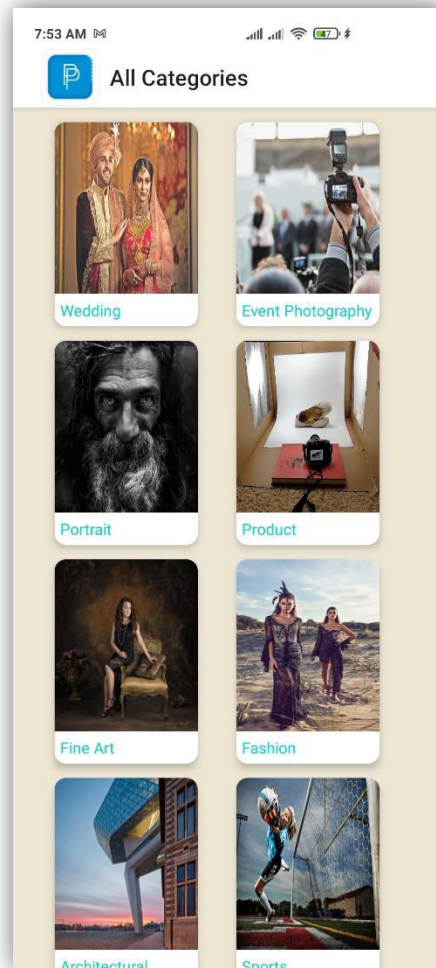 7:53 AM
47
All Categories
Wedding
Event Photography
Portrait
Product
Fine Art
Fashion
Architectural
Sports